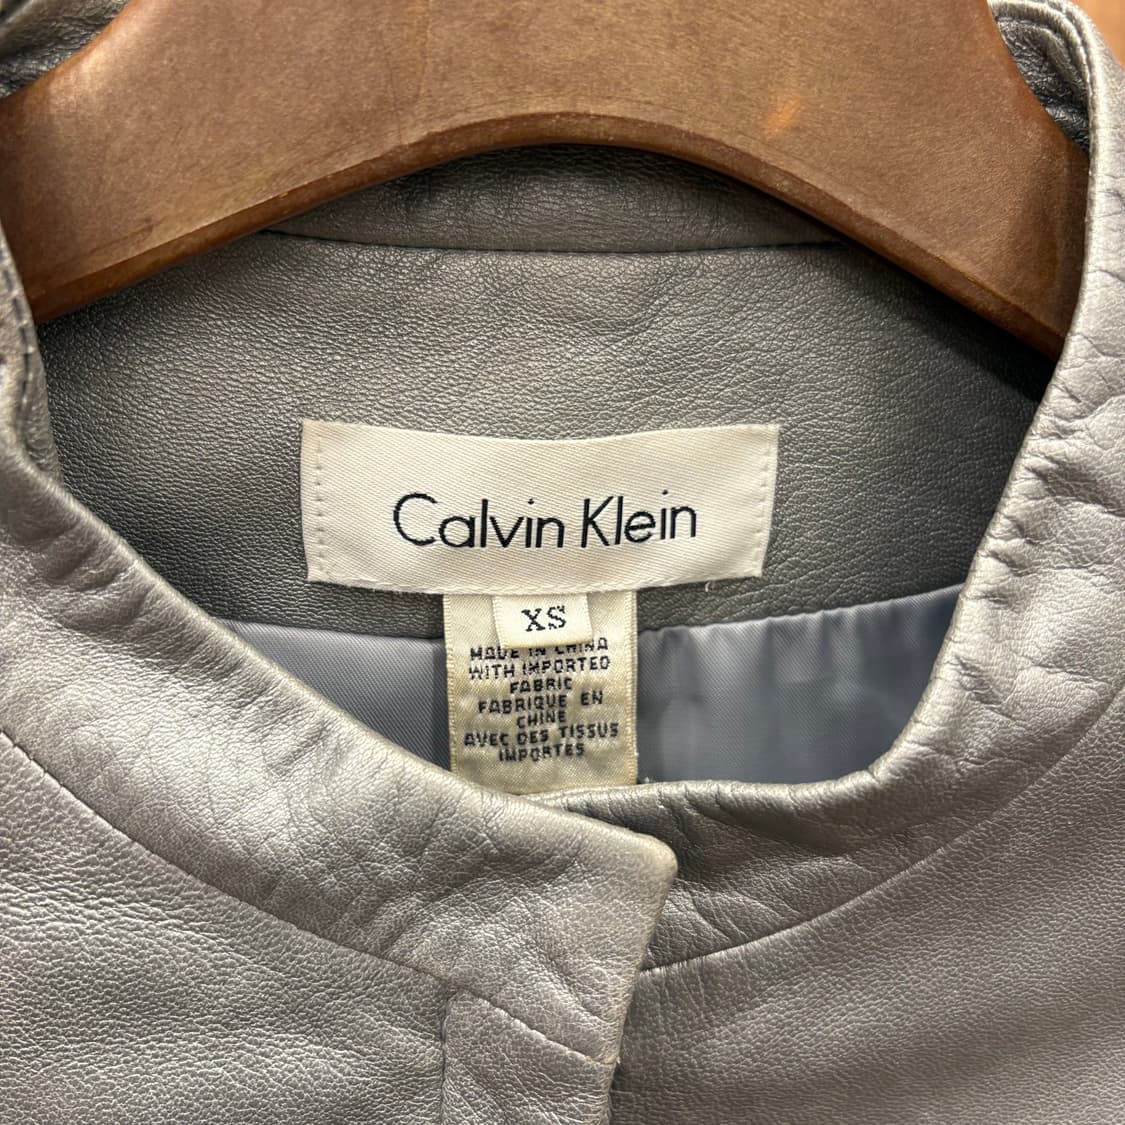 Calvin Klein
XS
MADE IN CHINA
WITH IMPORTED
FABRIC
FABRIQUE EN
CHINE
AVEC DES TISSUS
IMPORTES